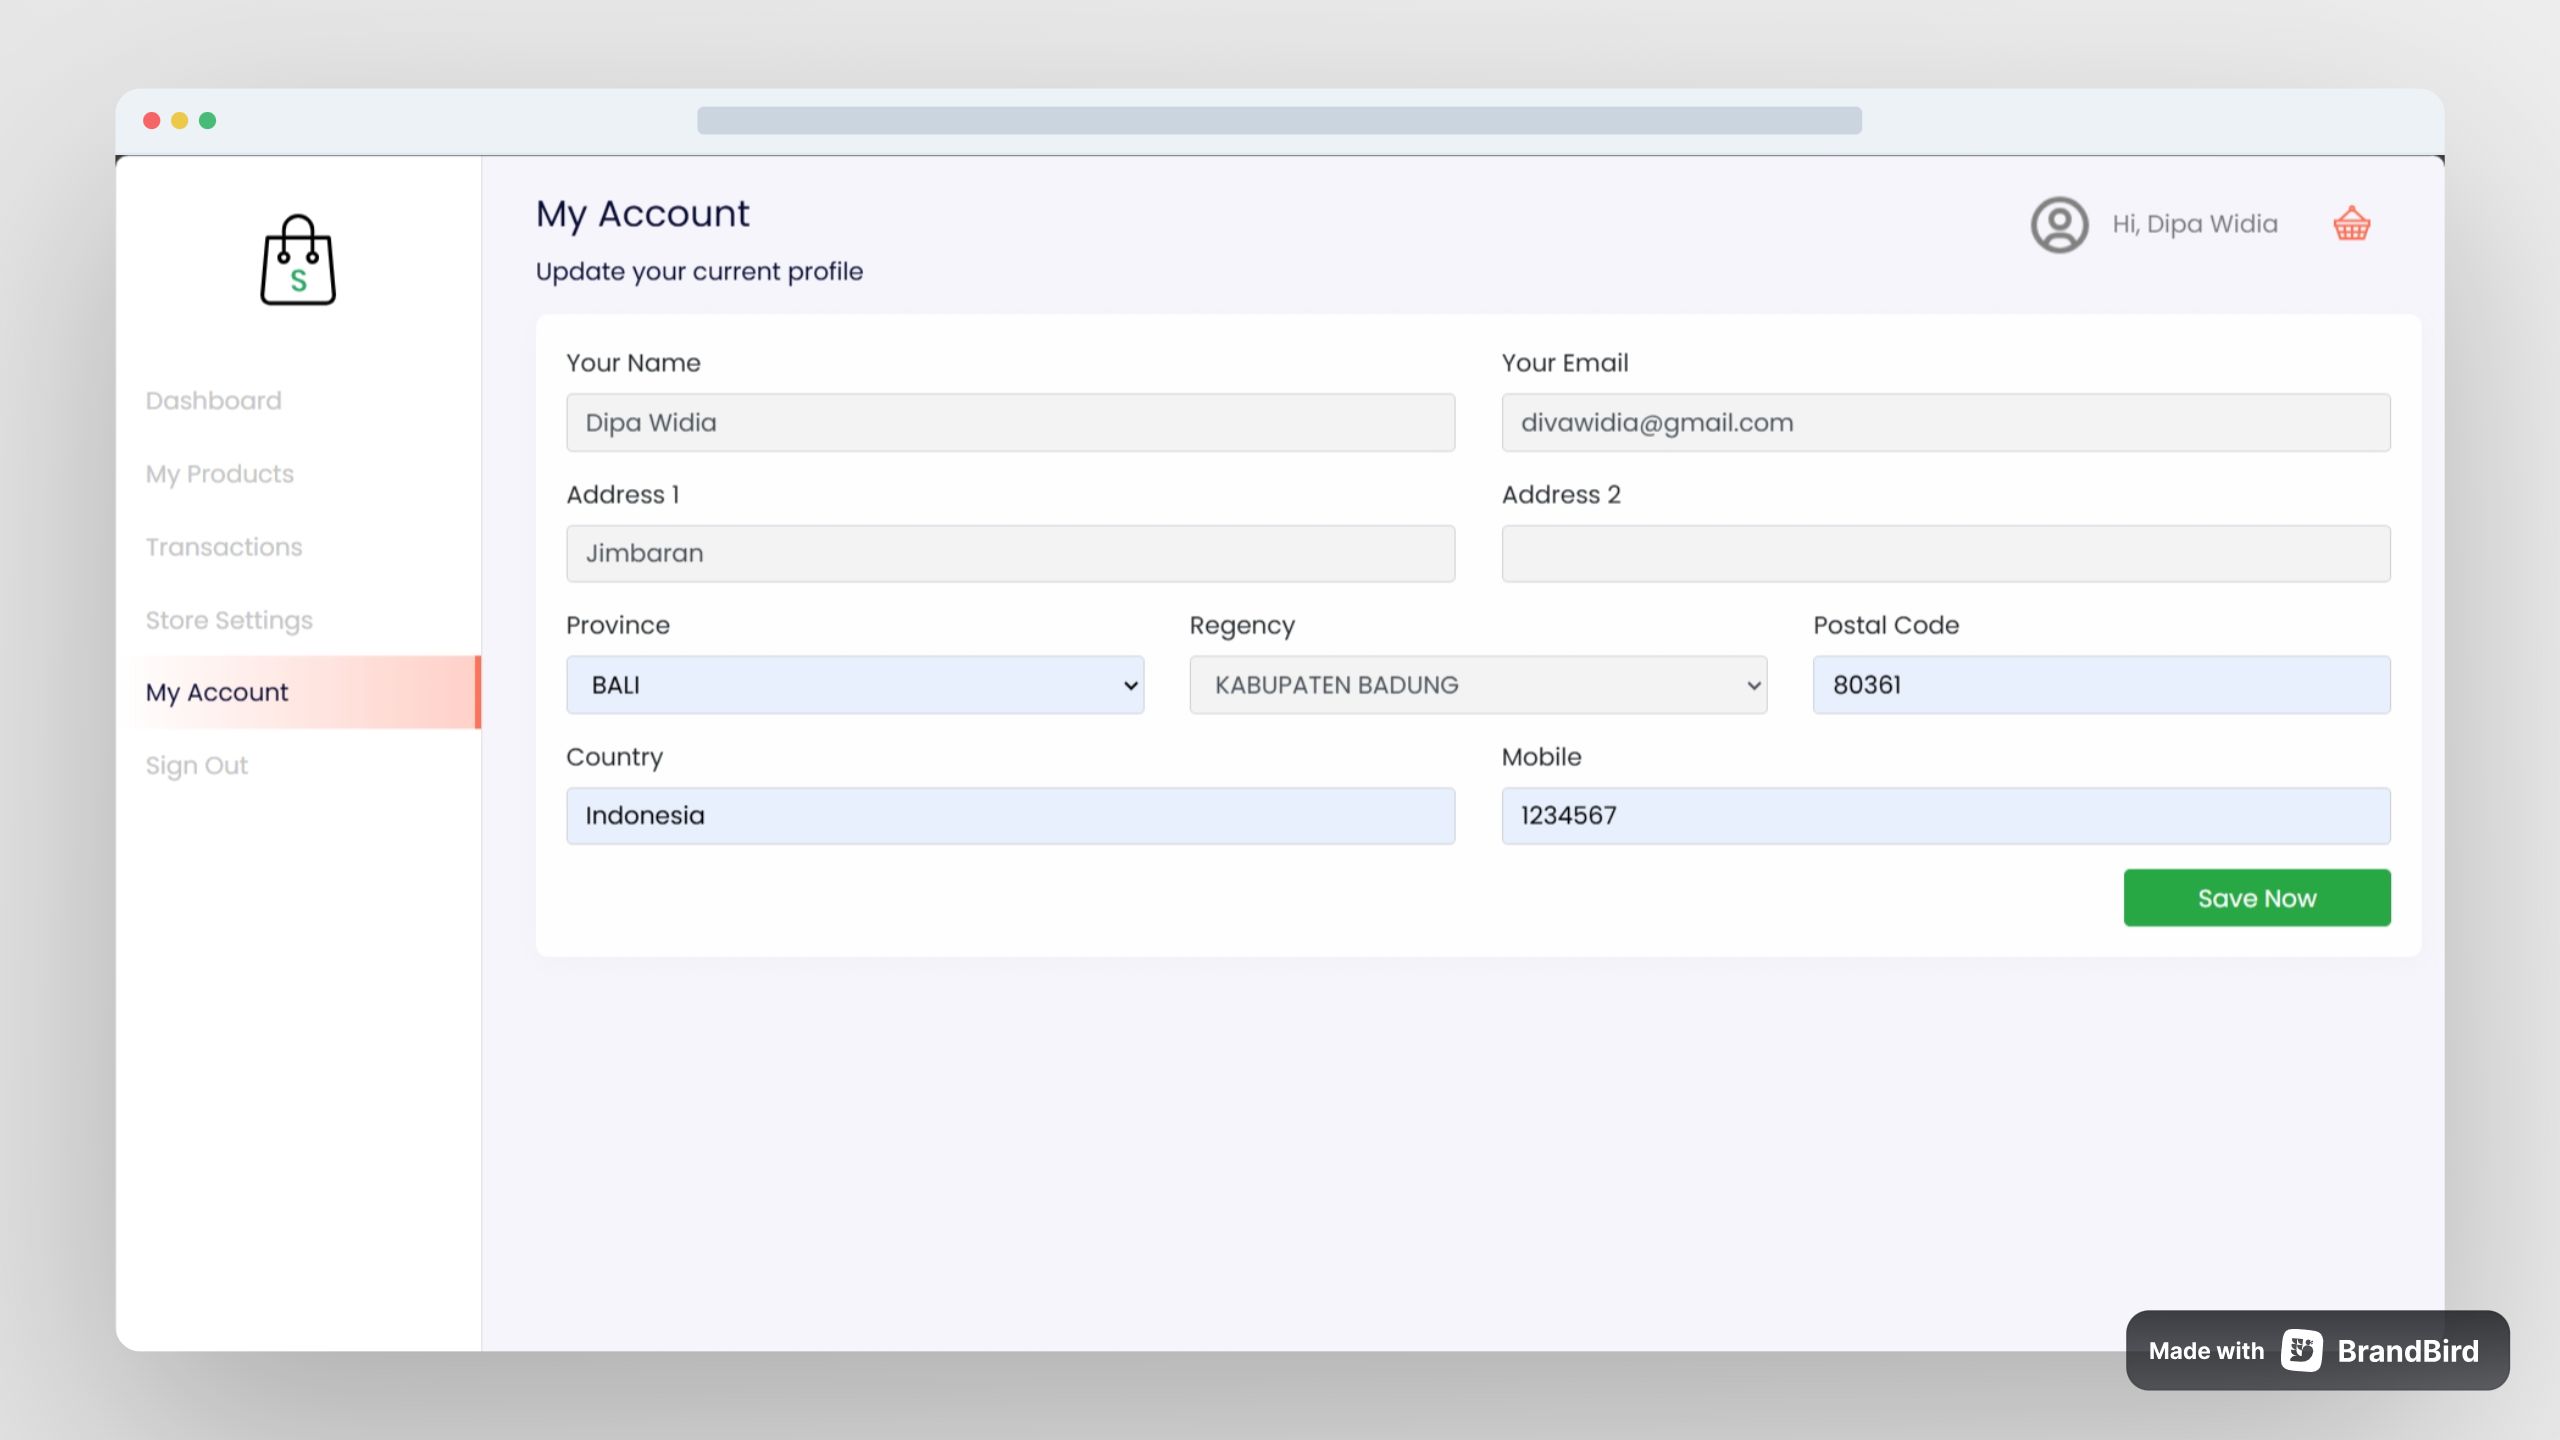 S
Dashboard
My Products
Transactions
Store Settings
My Account
Sign Out
My Account
Update your current profile
Hi, Dipa Widia
Your Name
Your Email
Dipa Widia
divawidia@gmail.com
Address 1
Address 2
Jimbaran
Province
Regency
Postal Code
BALI
KABUPATEN BADUNG
80361
Country
Mobile
Indonesia
1234567
Save Now
Made with BrandBird